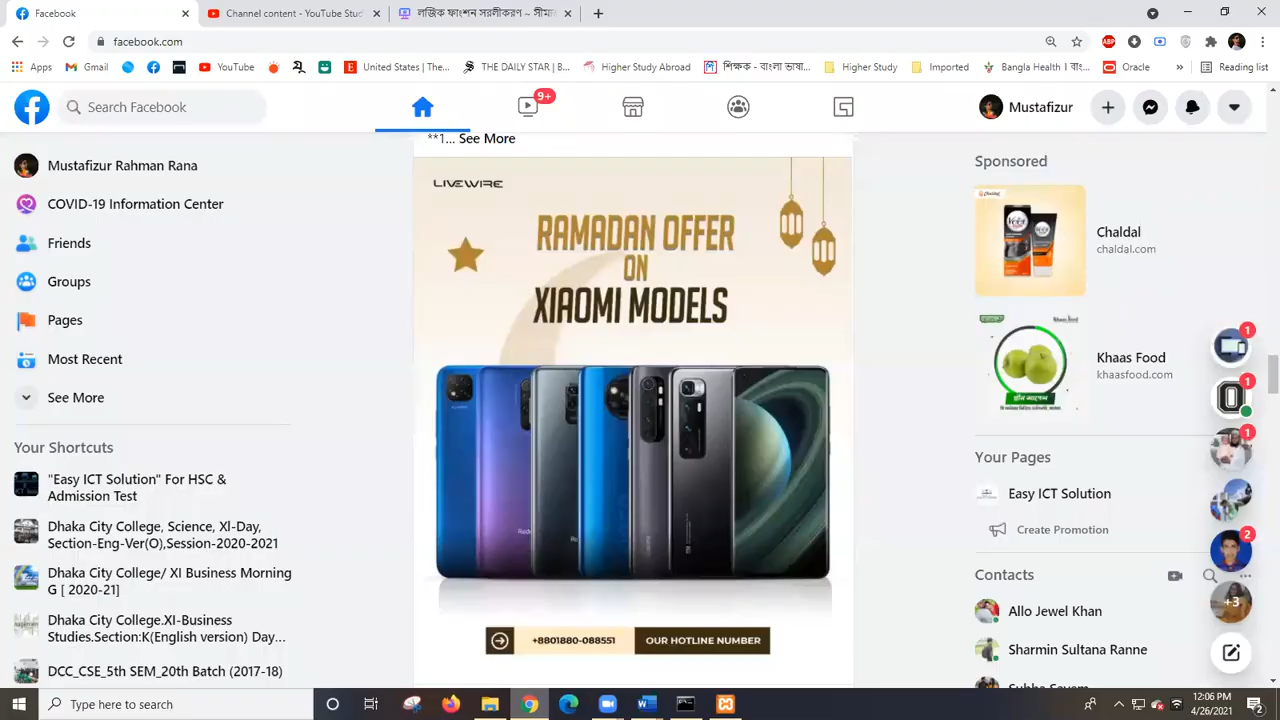 Facebook
Channel content - YouTube Stud
লজিক ফাংশন সরলীকরণ ~ সীমা
facebook.com
Apps
Gmail
YouTube
United | The...
THE DAILY STAR | B...
Higher Study Abroad
শিক্ষক - বাংলা ভাষা...
Higher Study
Imported
Bangla Health । বাং...
Oracle
»
Reading list
Search Facebook
9+
Mustafizur
Mustafizur Rahman Rana
COVID-19 Information Center
Friends
Groups
Pages
Most Recent
See More
Your Shortcuts
"Easy ICT Solution" For HSC &
Admission Test
Dhaka City College, Science, XI-Day,
Section-Eng-Ver(O),Session-2020-2021
Dhaka City College/ XI Business Morning
G [ 2020-21]
Dhaka City College.XI-Business
Studies.Section:K(English version) Day...
DCC_CSE_5th SEM_20th Batch (2017-18)
**1... See More
LIVEWIRE
RAMADAN OFFER
ON
XIAOMI MODELS
+8801880-088551
OUR HOTLINE NUMBER
Sponsored
Chaldal
chaldal.com
Khaas Food
khaasfood.com
1
1
1
2
+3
Your Pages
Easy ICT Solution
Create Promotion
Contacts
Allo Jewel Khan
Sharmin Sultana Ranne
Type here to search
12:06 PM
4/26/2021
2